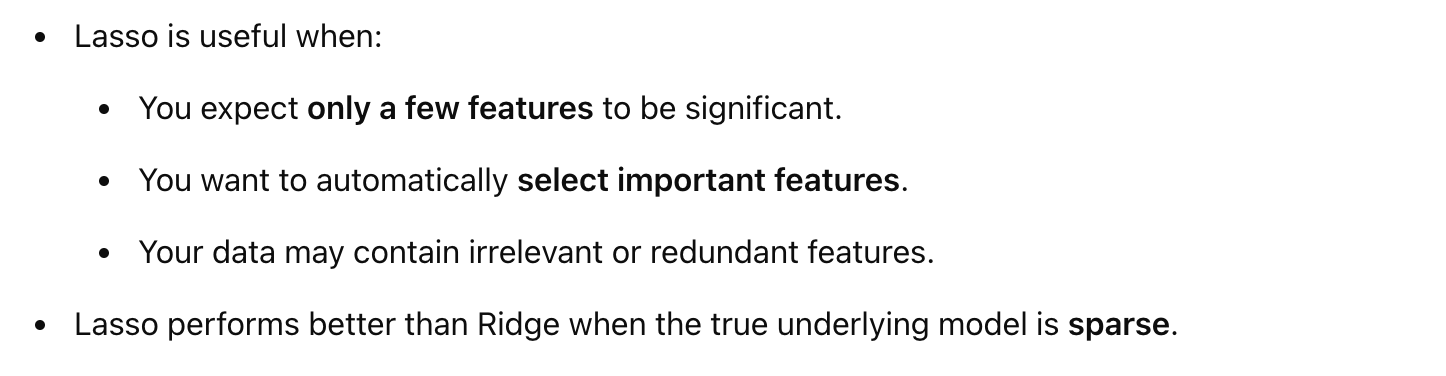 • Lasso is useful when:
• You expect only a few features to be significant.
• You want to automatically select important features.
• Your data may contain irrelevant or redundant features.
• Lasso performs better than Ridge when the true underlying model is sparse.